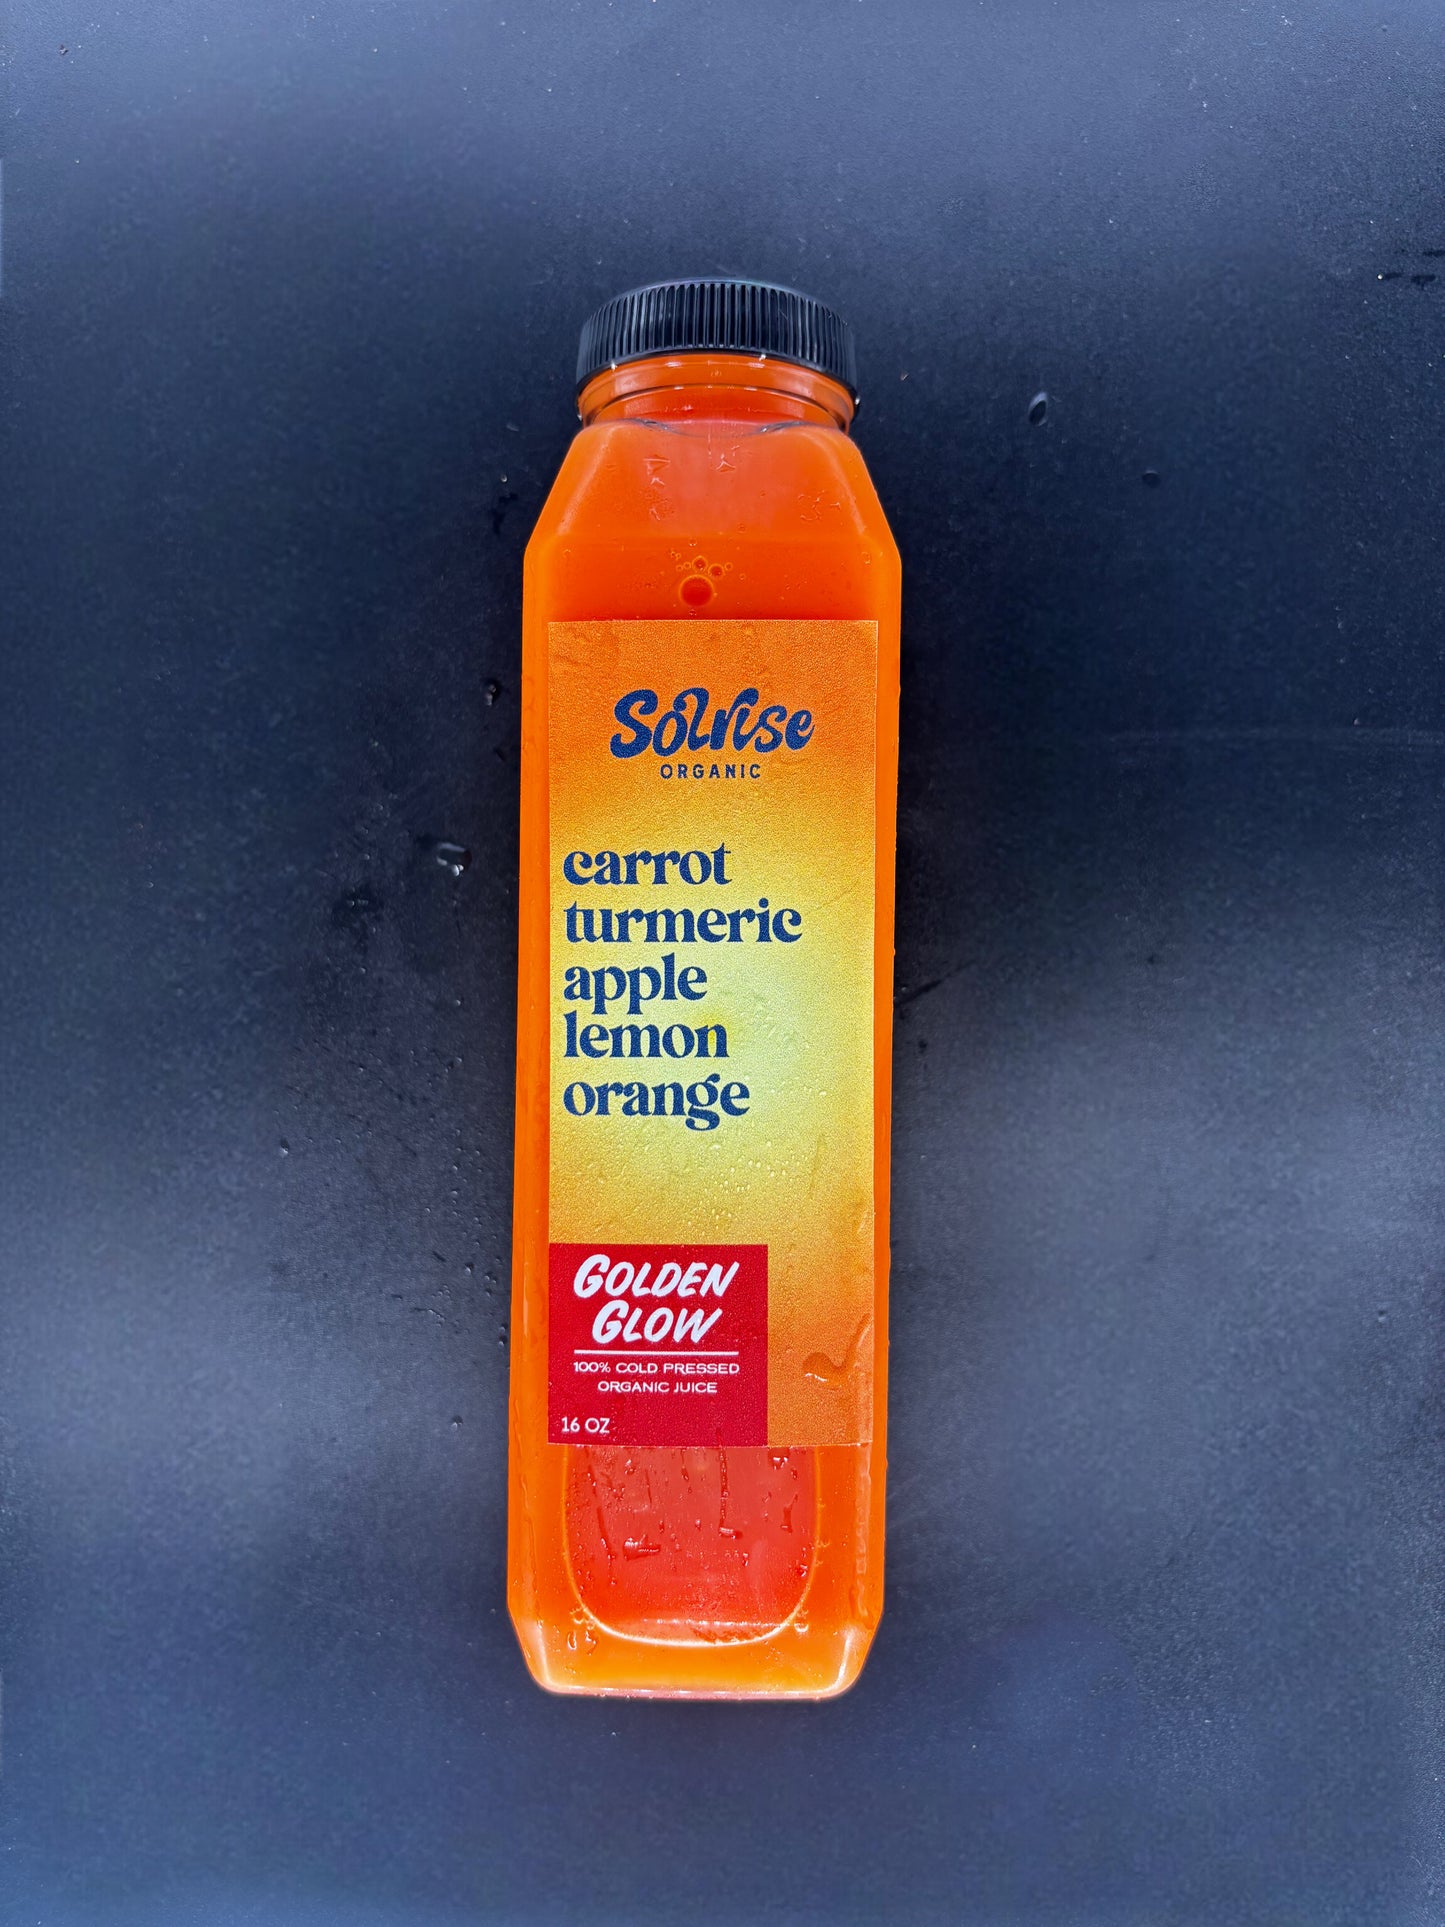 Solrise
ORGANIC
carrot
turmeric
apple
lemon
orange
GOLDEN
GLOW
100% COLD PRESSED
ORGANIC JUICE
16 OZ